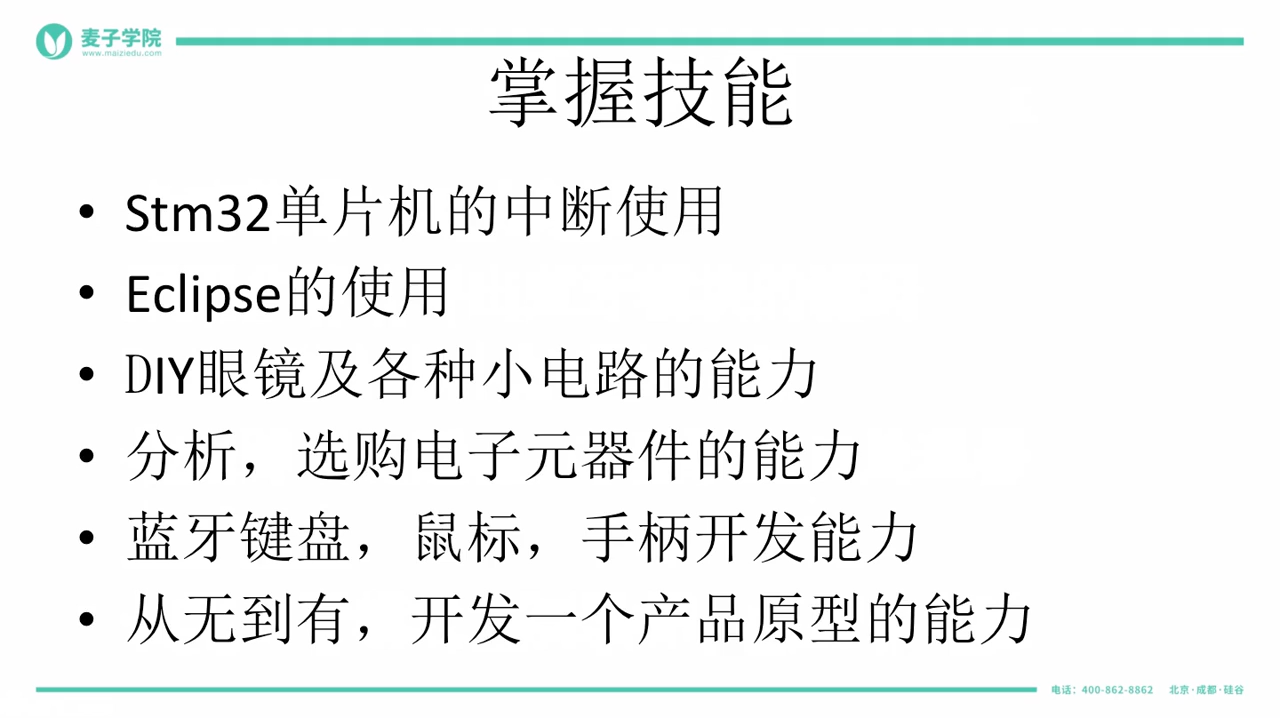 麦子学院
www.maiziedu.com
掌握技能
• Stm32单片机的中断使用
• Eclipse的使用
• DIY眼镜及各种小电路的能力
• 分析，选购电子元器件的能力
• 蓝牙键盘，鼠标，手柄开发能力
• 从无到有，开发一个产品原型的能力
电话：400-862-8862 北京·成都·硅谷